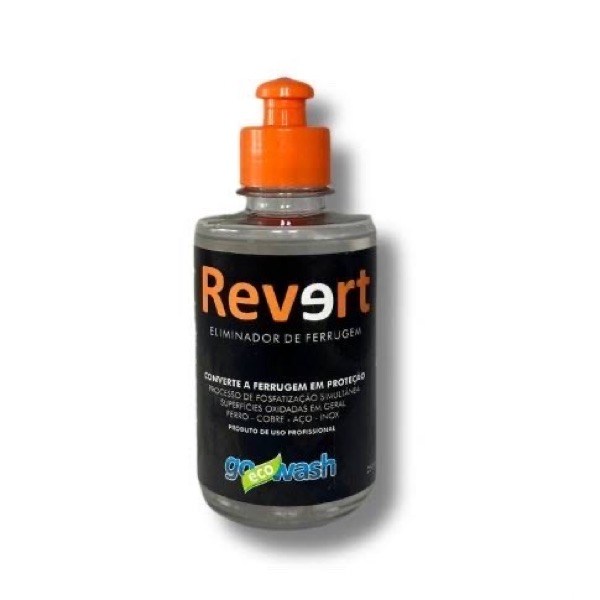 Revert
ELIMINADOR DE FERRUGEM
CONVERTE A FERRUGEM EM PROTEÇÃO
PROCESSO DE FOSFATIZAÇÃO SIMULTÂNEA
SUPERFÍCIES OXIDADAS EM GERAL
FERRO - COBRE - AÇO - INOX
PRODUTO DE USO PROFISSIONAL
go eco wash